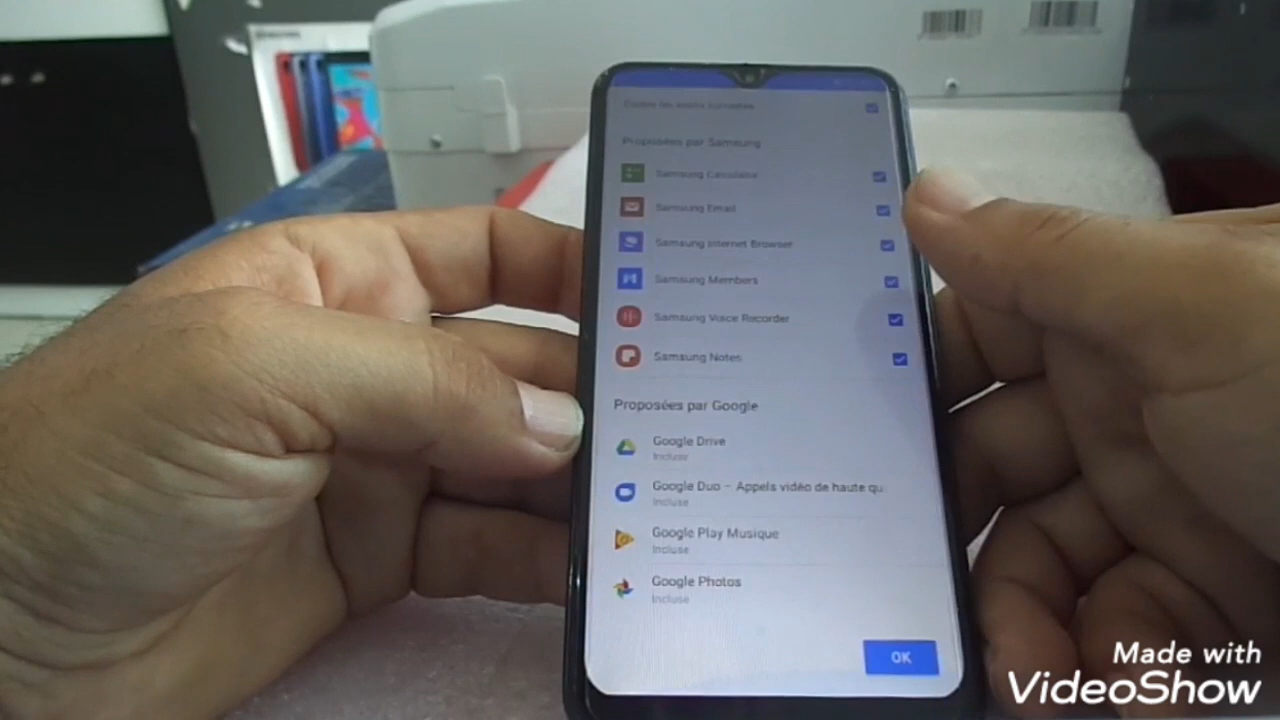 Proposées par Samsung
Samsung Calculator
Samsung Email
Samsung Internet Browser
Samsung Members
Samsung Voice Recorder
Samsung Notes
Proposées par Google
Google Drive
Incluse
Google Duo – Appels vidéo de haute qu
Incluse
Google Play Musique
Incluse
Google Photos
Incluse
OK
Made with
VideoShow